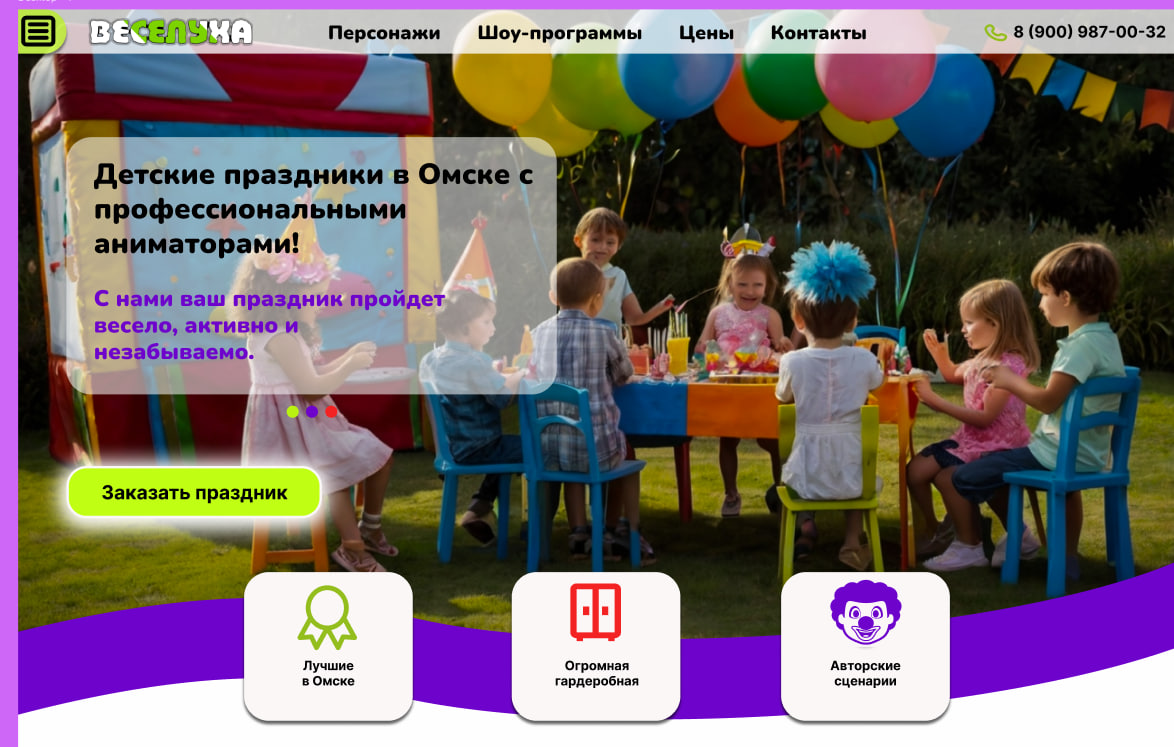 ВЕСЕЛУХА
Персонажи
Шоу-программы
Цены
Контакты
8 (900) 987-00-32
Детские праздники в Омске с
профессиональными
аниматорами!
С нами ваш праздник пройдет
весело, активно и
незабываемо.
Заказать праздник
Лучшие
в Омске
Огромная
гардеробная
Авторские
сценарии